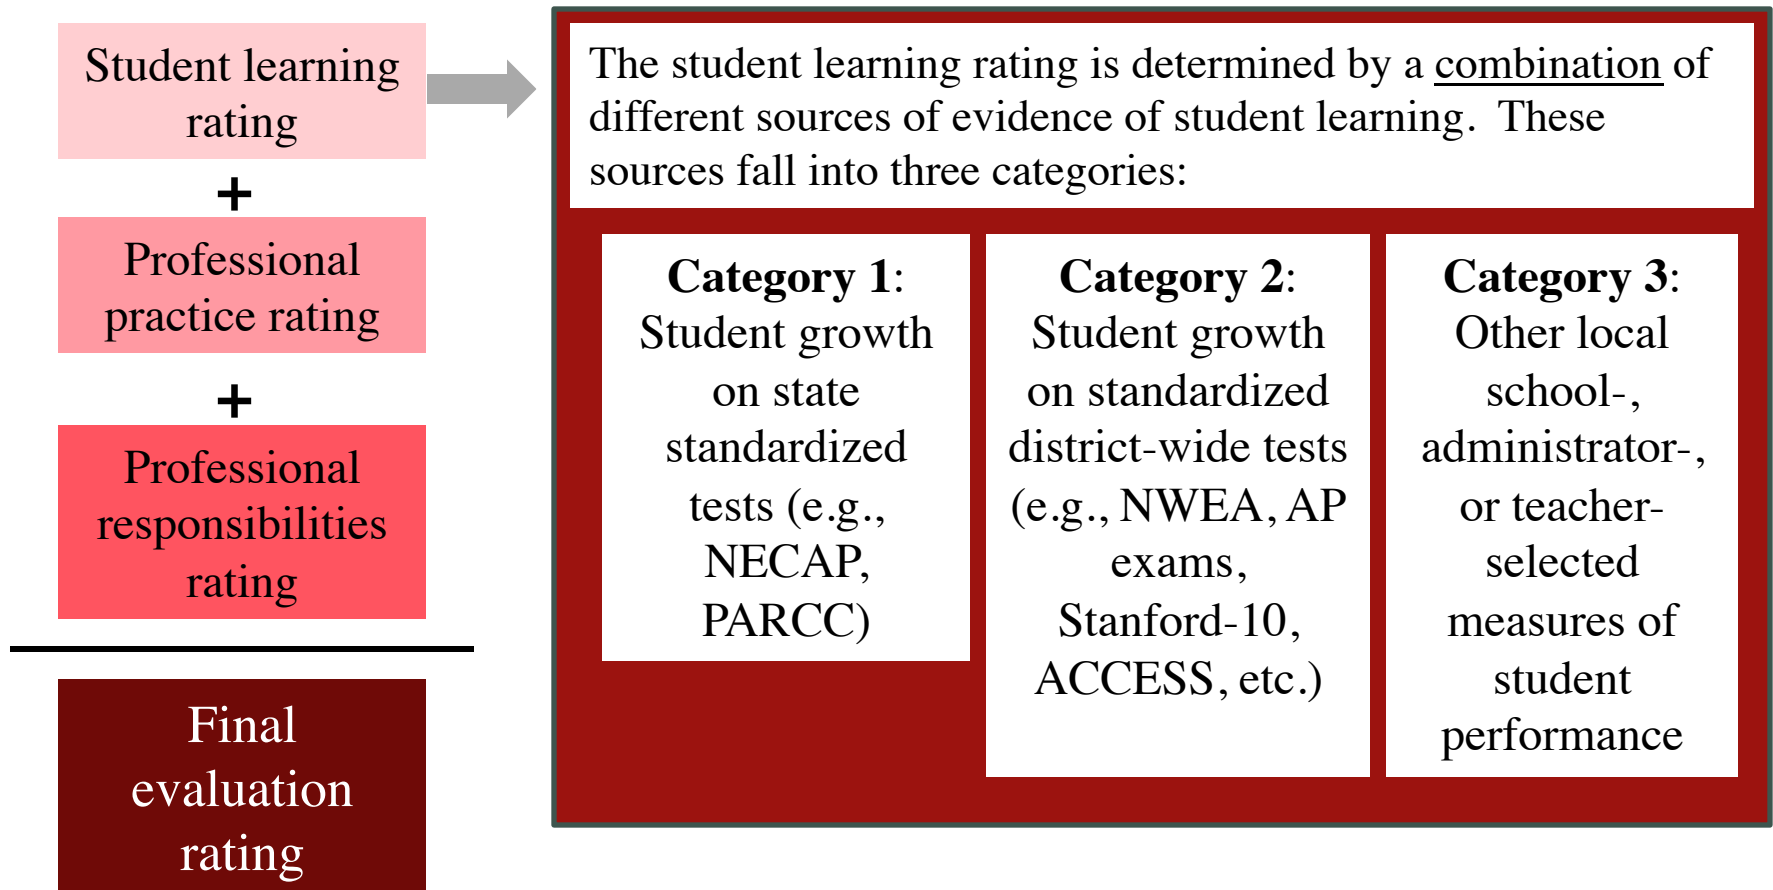 Student learning
rating
+
Professional
practice rating
+
Professional
responsibilities
rating
Final
evaluation
rating
The student learning rating is determined by a combination of
different sources of evidence of student learning.  These
sources fall into three categories:
Category 1:
Student growth
on state
standardized
tests (e.g.,
NECAP,
PARCC)
Category 2:
Student growth
on standardized
district-wide tests
(e.g., NWEA, AP
exams,
Stanford-10,
ACCESS, etc.)
Category 3:
Other local
school-,
administrator-,
or teacher-
selected
measures of
student
performance